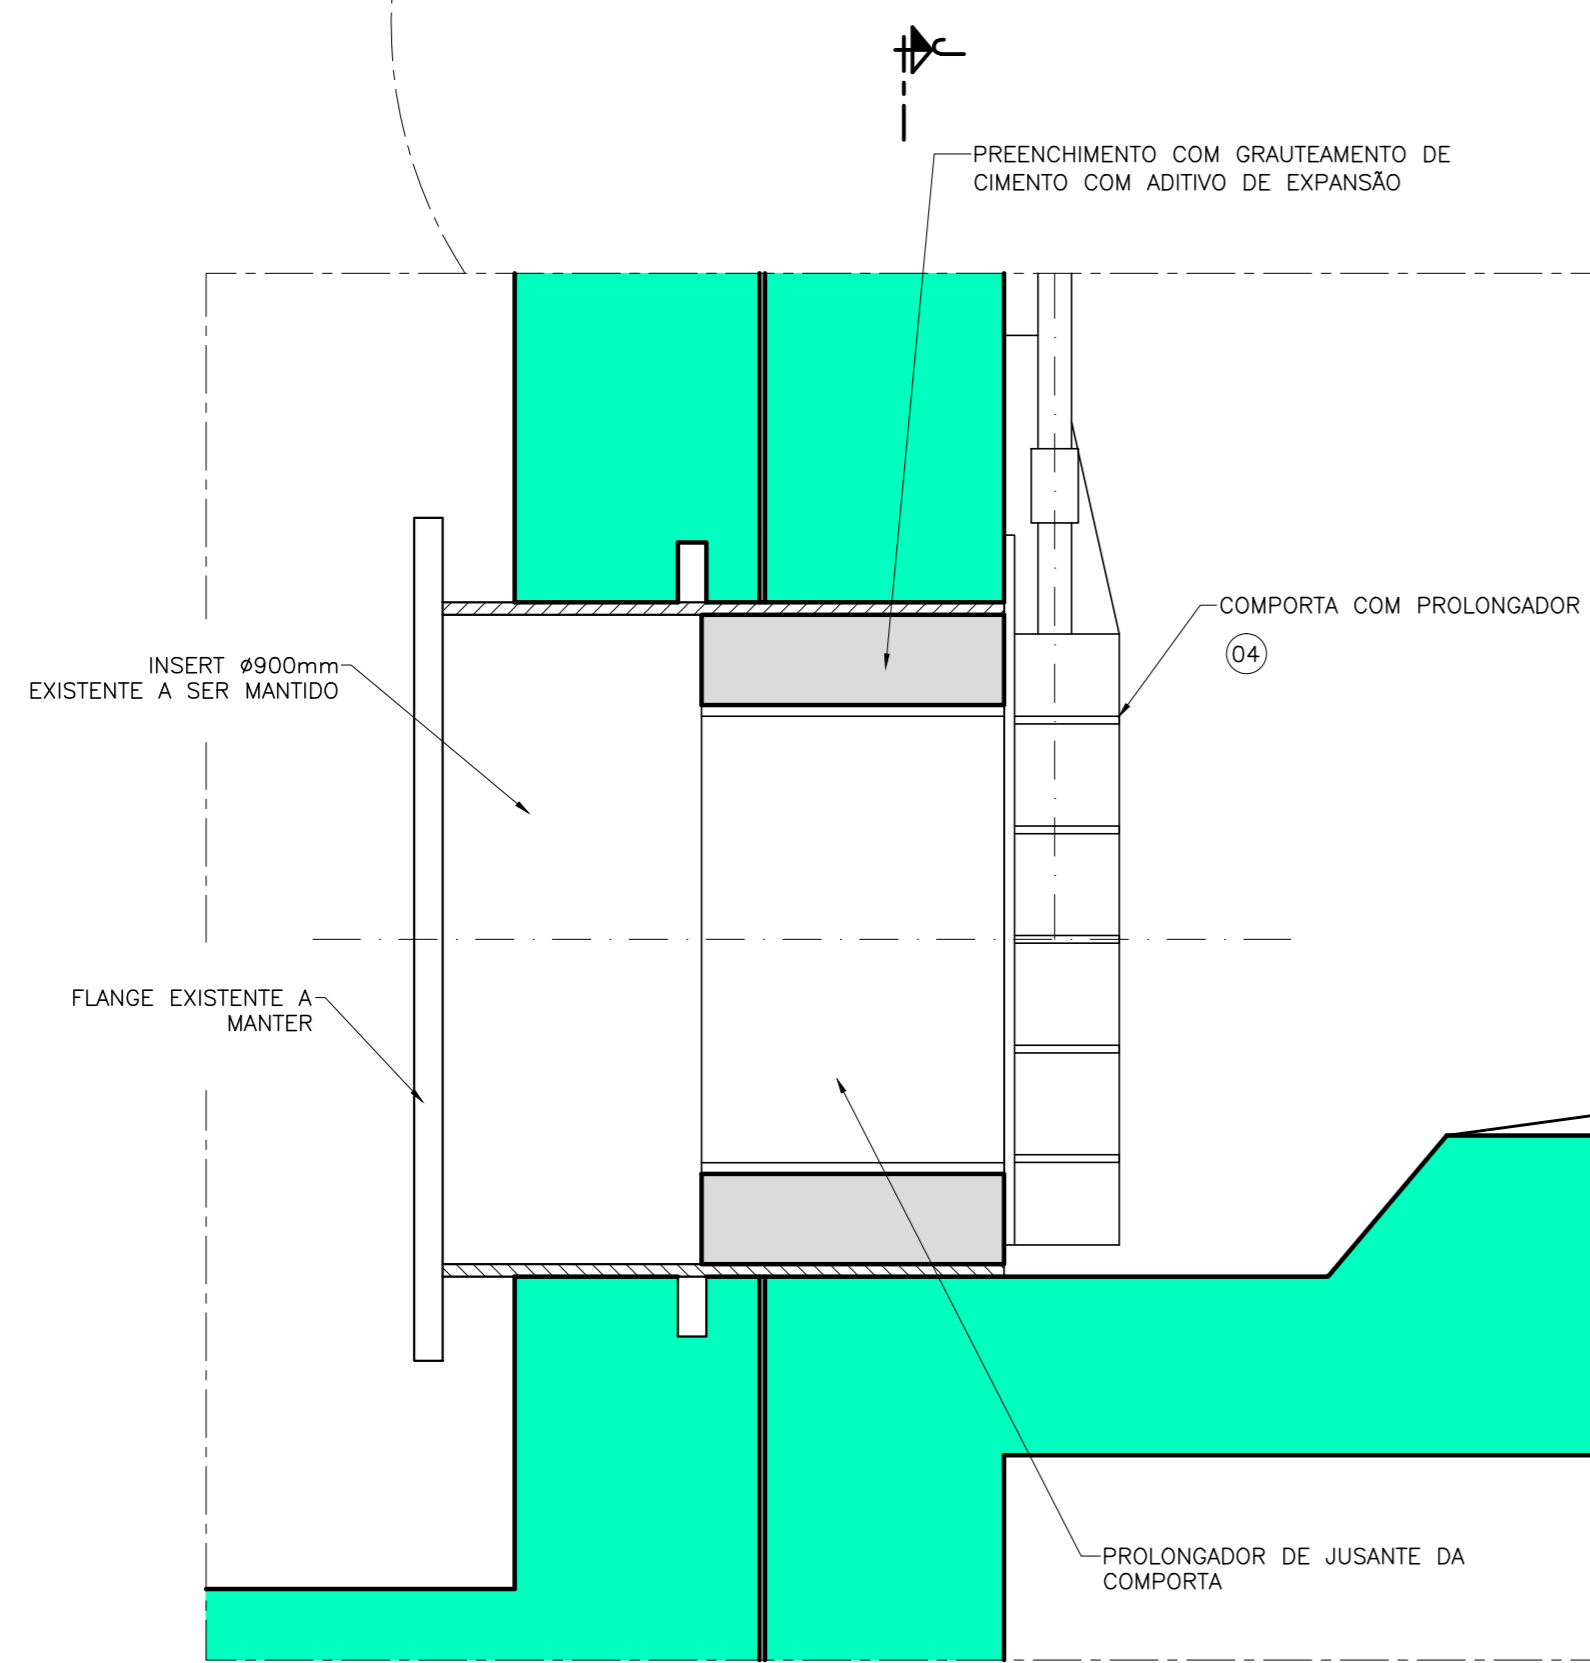 PREENCHIMENTO COM GRAUTEAMENTO DE
CIMENTO COM ADITIVO DE EXPANSÃO
COMPORTA COM PROLONGADOR
04
INSERT Ø900mm
EXISTENTE A SER MANTIDO
FLANGE EXISTENTE A
MANTER
PROLONGADOR DE JUSANTE DA
COMPORTA